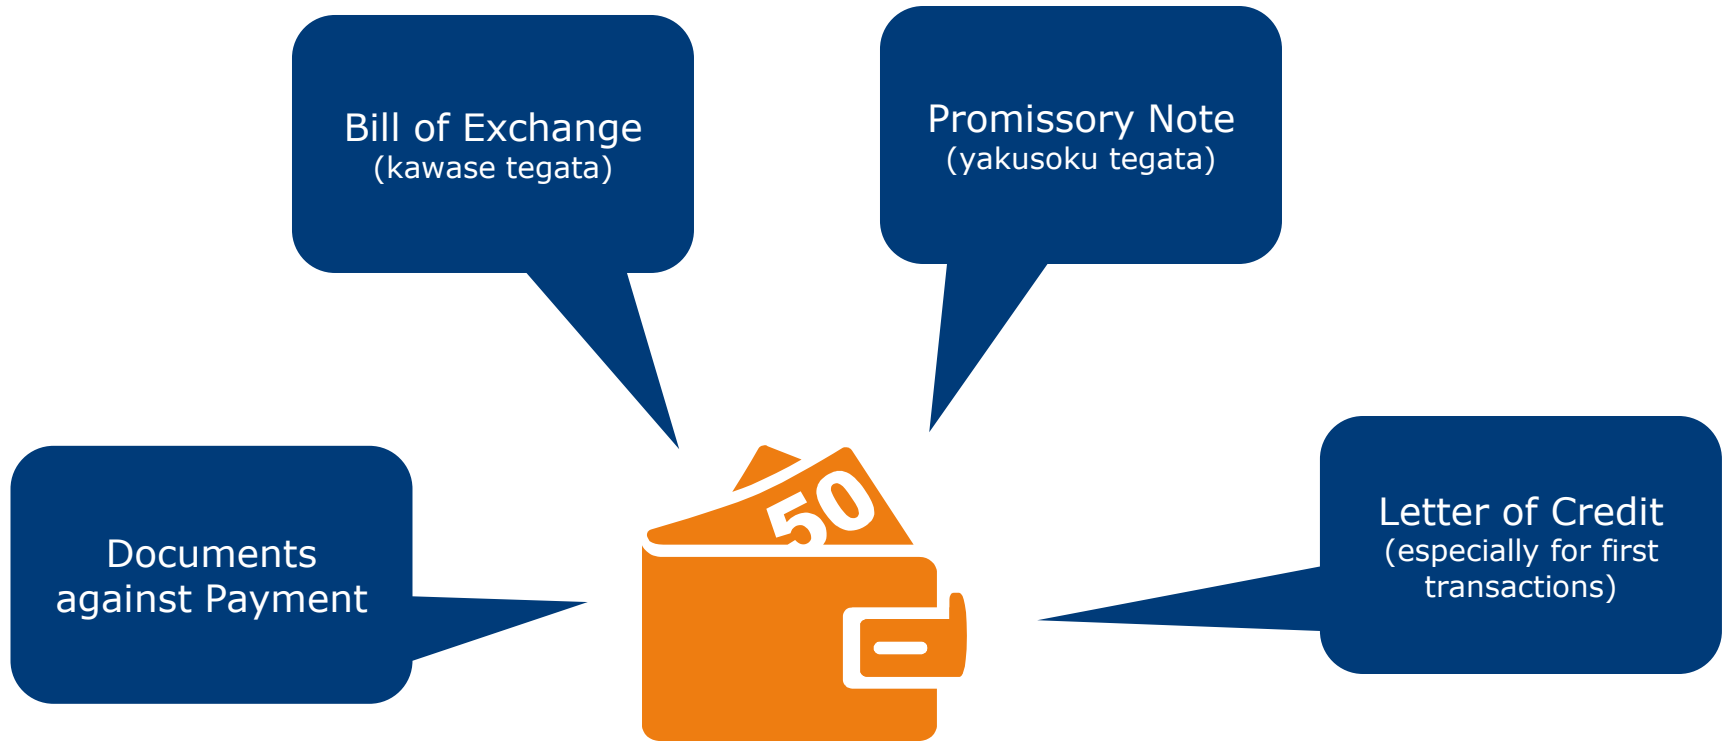 Bill of Exchange
(kawase tegata)
Promissory Note
(yakusoku tegata)
Documents
against Payment
Letter of Credit
(especially for first
transactions)
50